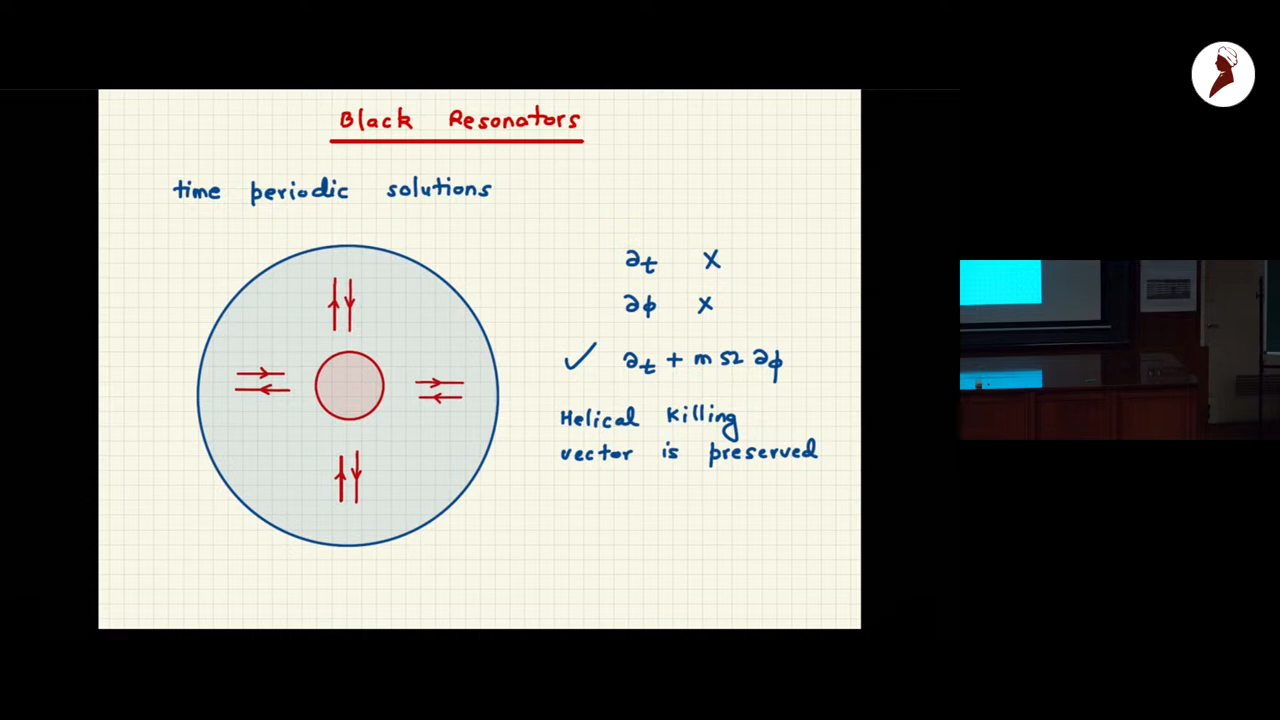 Black Resonators
time periodic solutions
∂t X
∂ϕ X
✓ ∂t + m Ω ∂ϕ
Helical Killing
vector is preserved